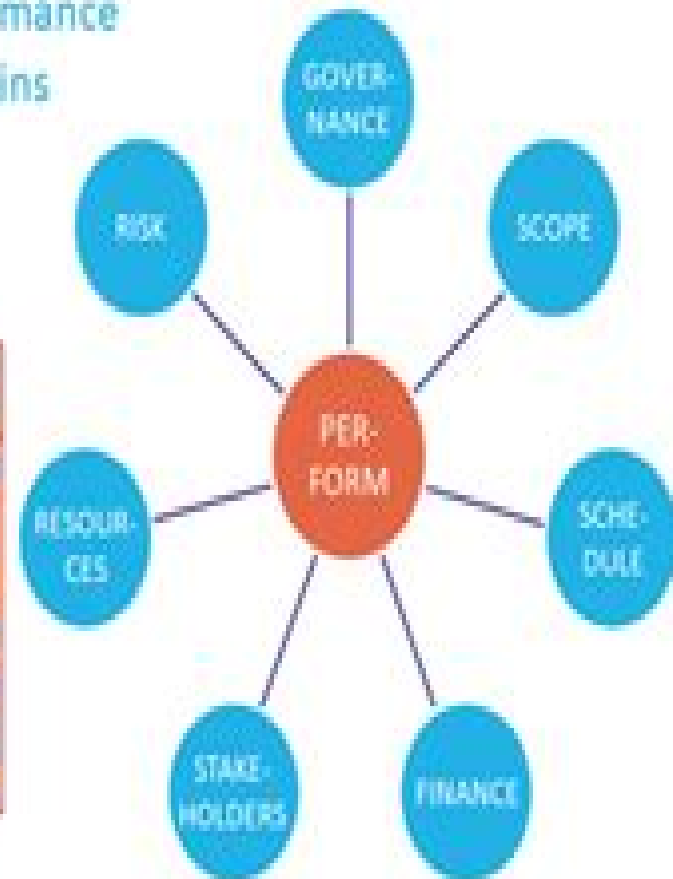 mance
ins
GOVER-
NANCE
RISK
SCOPE
PER-
FORM
RESOUR-
CES
SCHE-
DULE
STAKE-
HOLDERS
FINANCE